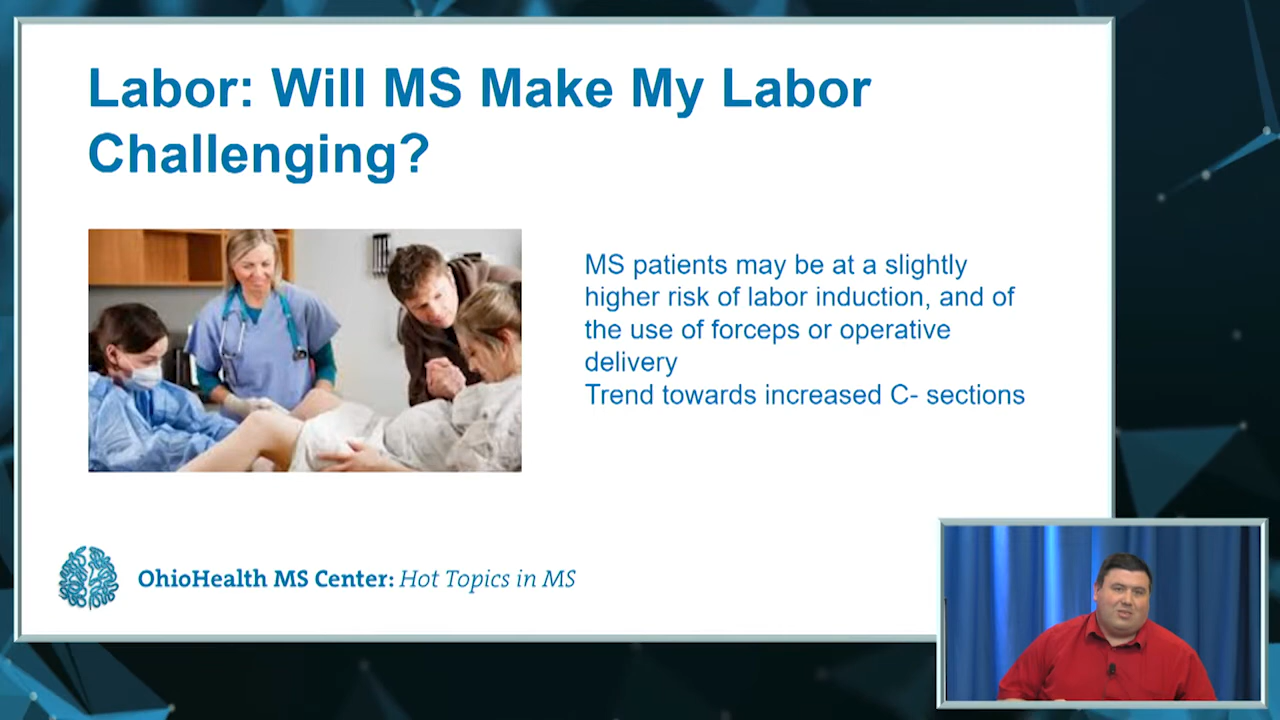 Labor: Will MS Make My Labor
Challenging?
MS patients may be at a slightly
higher risk of labor induction, and of
the use of forceps or operative
delivery
Trend towards increased C- sections
OhioHealth MS Center: Hot Topics in MS